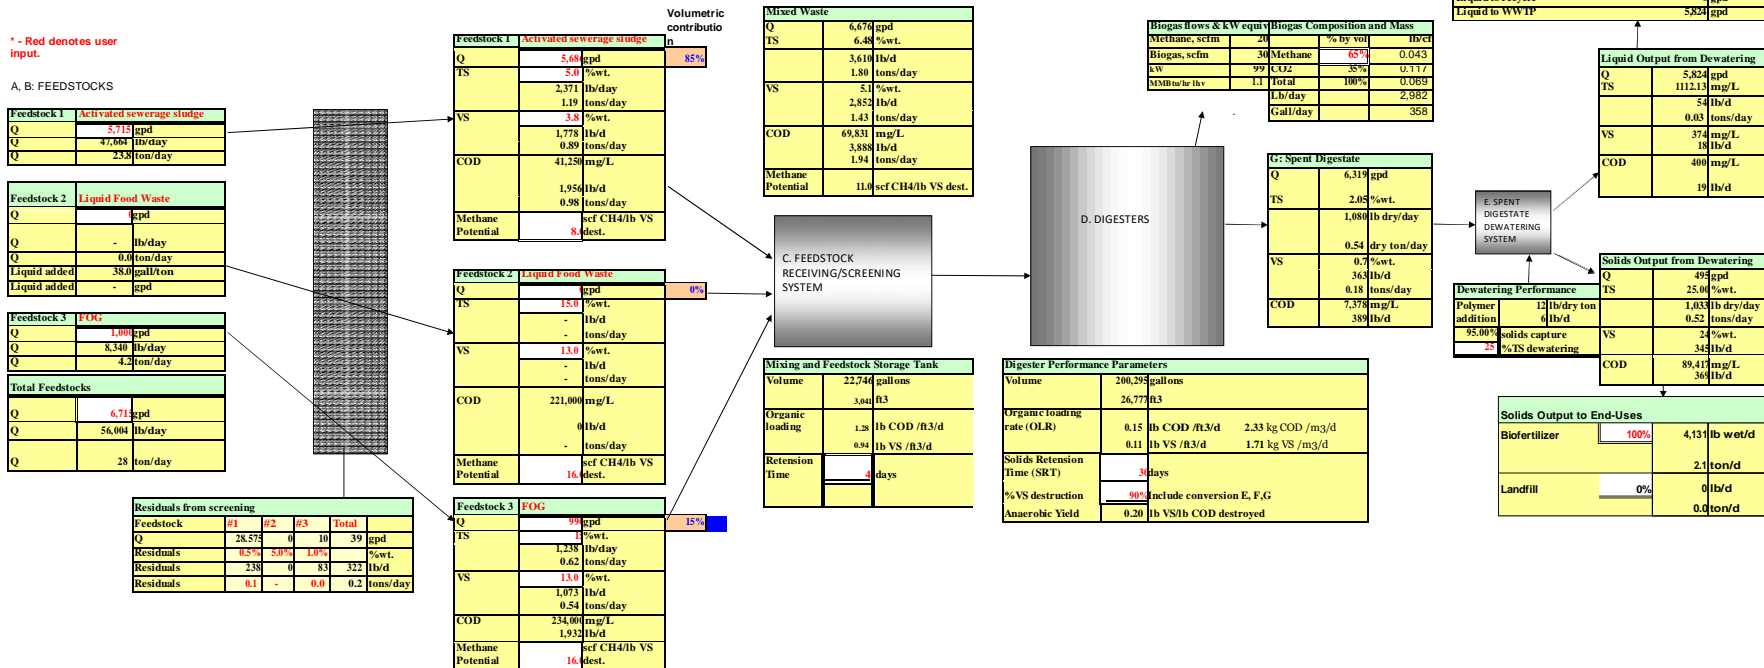 * - Red denotes user
input.
A, B: FEEDSTOCKS
Feedstock 1 Activated sewerage sludge
Q 5,715 gpd
Q 47,664 lb/day
Q 23.8 ton/day
Feedstock 2 Liquid Food Waste
Q gpd
Q - lb/day
Q 0.0 ton/day
Liquid added 38.0 gall/ton
Liquid added - gpd
Feedstock 3 FOG
Q 1,000 gpd
Q 8,340 lb/day
Q 4.2 ton/day
Total Feedstocks
Q 6,715 gpd
Q 56,004 lb/day
Q 28 ton/day
Residuals from screening
Feedstock #1 #2 #3 Total
Q 28.575 0 10 39 gpd
Residuals 0.5% 5.0% 1.0% %wt.
Residuals 238 0 83 322 lb/d
Residuals 0.1 - 0.0 0.2 tons/day
Volumetric
contributio
n
Feedstock 1 Activated sewerage sludge
Q 5,686 gpd 85%
TS 5.0 %wt.
2,371 lb/day
1.19 tons/day
VS 3.8 %wt.
1,778 lb/d
0.89 tons/day
COD 41,250 mg/L
1,956 lb/d
0.98 tons/day
Methane scf CH4/lb VS
Potential 8.0 dest.
Feedstock 2 Liquid Food Waste
Q gpd 0%
TS 15.0 %wt.
- lb/d
- tons/day
VS 13.0 %wt.
- lb/d
- tons/day
COD 221,000 mg/L
0 lb/d
- tons/day
Methane scf CH4/lb VS
Potential 16.0 dest.
Feedstock 3 FOG
Q 990 gpd 15%
TS %wt.
1,238 lb/day
0.62 tons/day
VS 13.0 %wt.
1,073 lb/d
0.54 tons/day
COD 234,000 mg/L
1,932 lb/d
Methane scf CH4/lb VS
Potential 16.0 dest.
Mixed Waste
Q 6,676 gpd
TS 6.48 %wt.
3,610 lb/d
1.80 tons/day
VS 5.1 %wt.
2,852 lb/d
1.43 tons/day
COD 69,831 mg/L
3,888 lb/d
1.94 tons/day
Methane
Potential 11.0 scf CH4/lb VS dest.
C. FEEDSTOCK
RECEIVING/SCREENING
SYSTEM
Mixing and Feedstock Storage Tank
Volume 22,746 gallons
3,041 ft3
Organic
loading 1.28 lb COD /ft3/d
0.94 lb VS /ft3/d
Retention
Time 4 days
Biogas flows & kW equiv Biogas Composition and Mass
Methane, scfm 20 % by vol lb/cf
Biogas, scfm 30 Methane 65% 0.043
kW 99 CO2 35% 0.117
MMBtu/hr lhv 1.1 Total 100% 0.069
Lb/day 2,982
Gall/day 358
D. DIGESTERS
Digester Performance Parameters
Volume 200,295 gallons
26,777 ft3
Organic loading
rate (OLR) 0.15 lb COD /ft3/d 2.33 kg COD /m3/d
0.11 lb VS /ft3/d 1.71 kg VS /m3/d
Solids Retention
Time (SRT) 30 days
%VS destruction 90% Include conversion E, F,G
Anaerobic Yield 0.20 lb VS/lb COD destroyed
G: Spent Digestate
Q 6,319 gpd
TS 2.05 %wt.
1,080 lb dry/day
0.54 dry ton/day
VS 0.7 %wt.
363 lb/d
0.18 tons/day
COD 7,378 mg/L
389 lb/d
E. SPENT
DIGESTATE
DEWATERING
SYSTEM
Dewatering Performance
Polymer 12 lb/dry ton
addition 6 lb/d
95.00% solids capture
25 %TS dewatering
Liquid to WWTP 5,824 gpd
Liquid Output from Dewatering
Q 5,824 gpd
TS 1112.13 mg/L
54 lb/d
0.03 tons/day
VS 374 mg/L
18 lb/d
COD 400 mg/L
19 lb/d
Solids Output from Dewatering
Q 495 gpd
TS 25.00 %wt.
1,033 lb dry/day
0.52 tons/day
VS 24 %wt.
345 lb/d
COD 89,417 mg/L
369 lb/d
Solids Output to End-Uses
Biofertilizer 100% 4,131 lb wet/d
2.1 ton/d
Landfill 0% 0 lb/d
0.0 ton/d